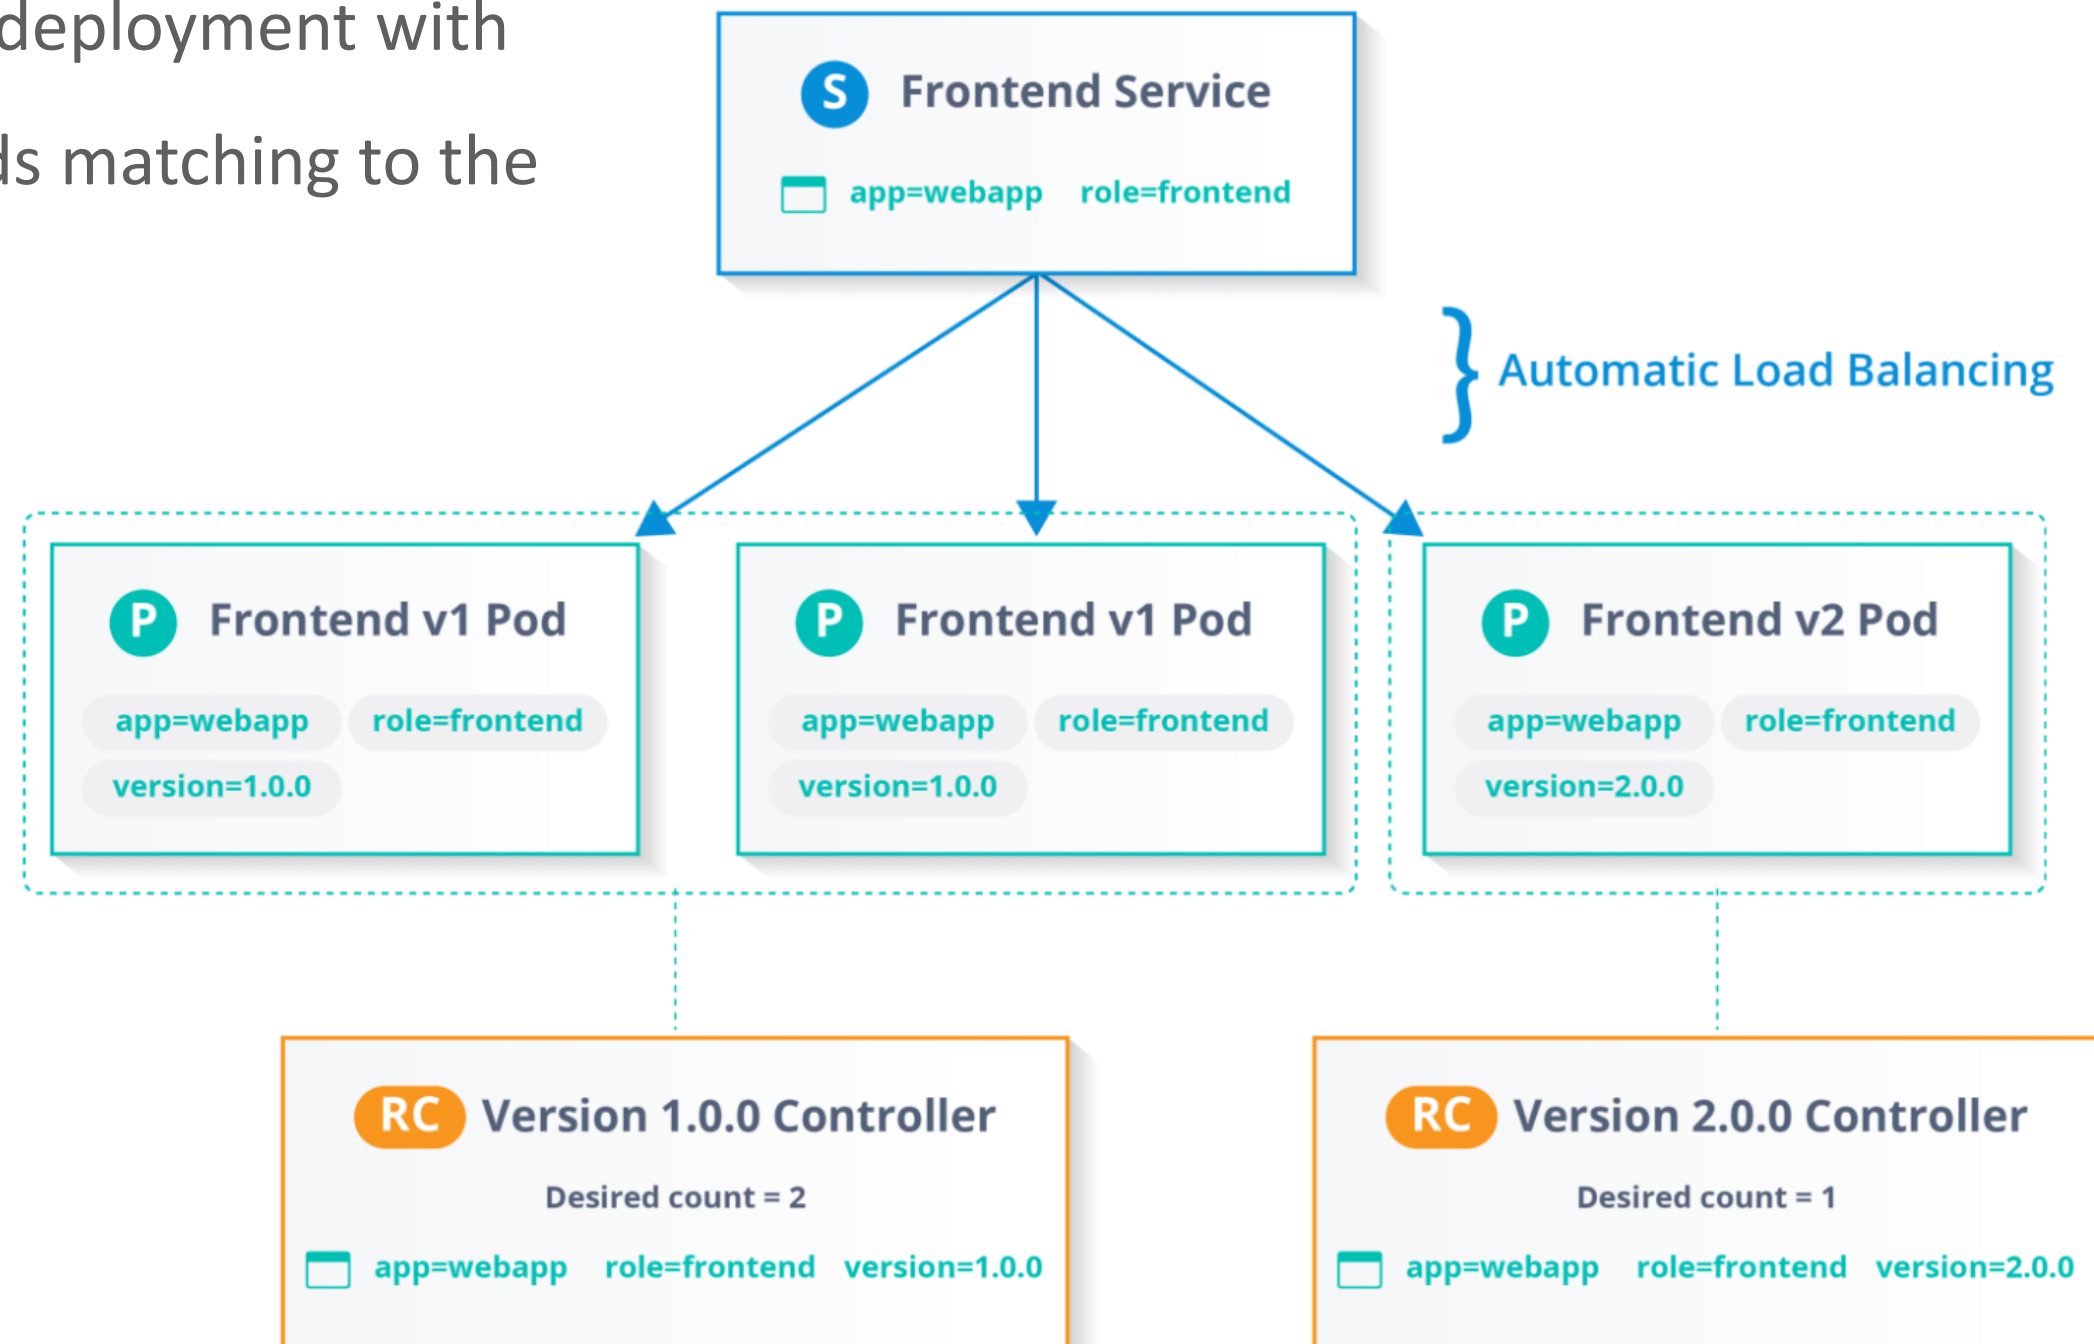 deployment with
matching to the
S Frontend Service
app=webapp role=frontend
Automatic Load Balancing
P Frontend v1 Pod
app=webapp role=frontend
version=1.0.0
P Frontend v1 Pod
app=webapp role=frontend
version=1.0.0
P Frontend v2 Pod
app=webapp role=frontend
version=2.0.0
RC Version 1.0.0 Controller
Desired count = 2
app=webapp role=frontend version=1.0.0
RC Version 2.0.0 Controller
Desired count = 1
app=webapp role=frontend version=2.0.0